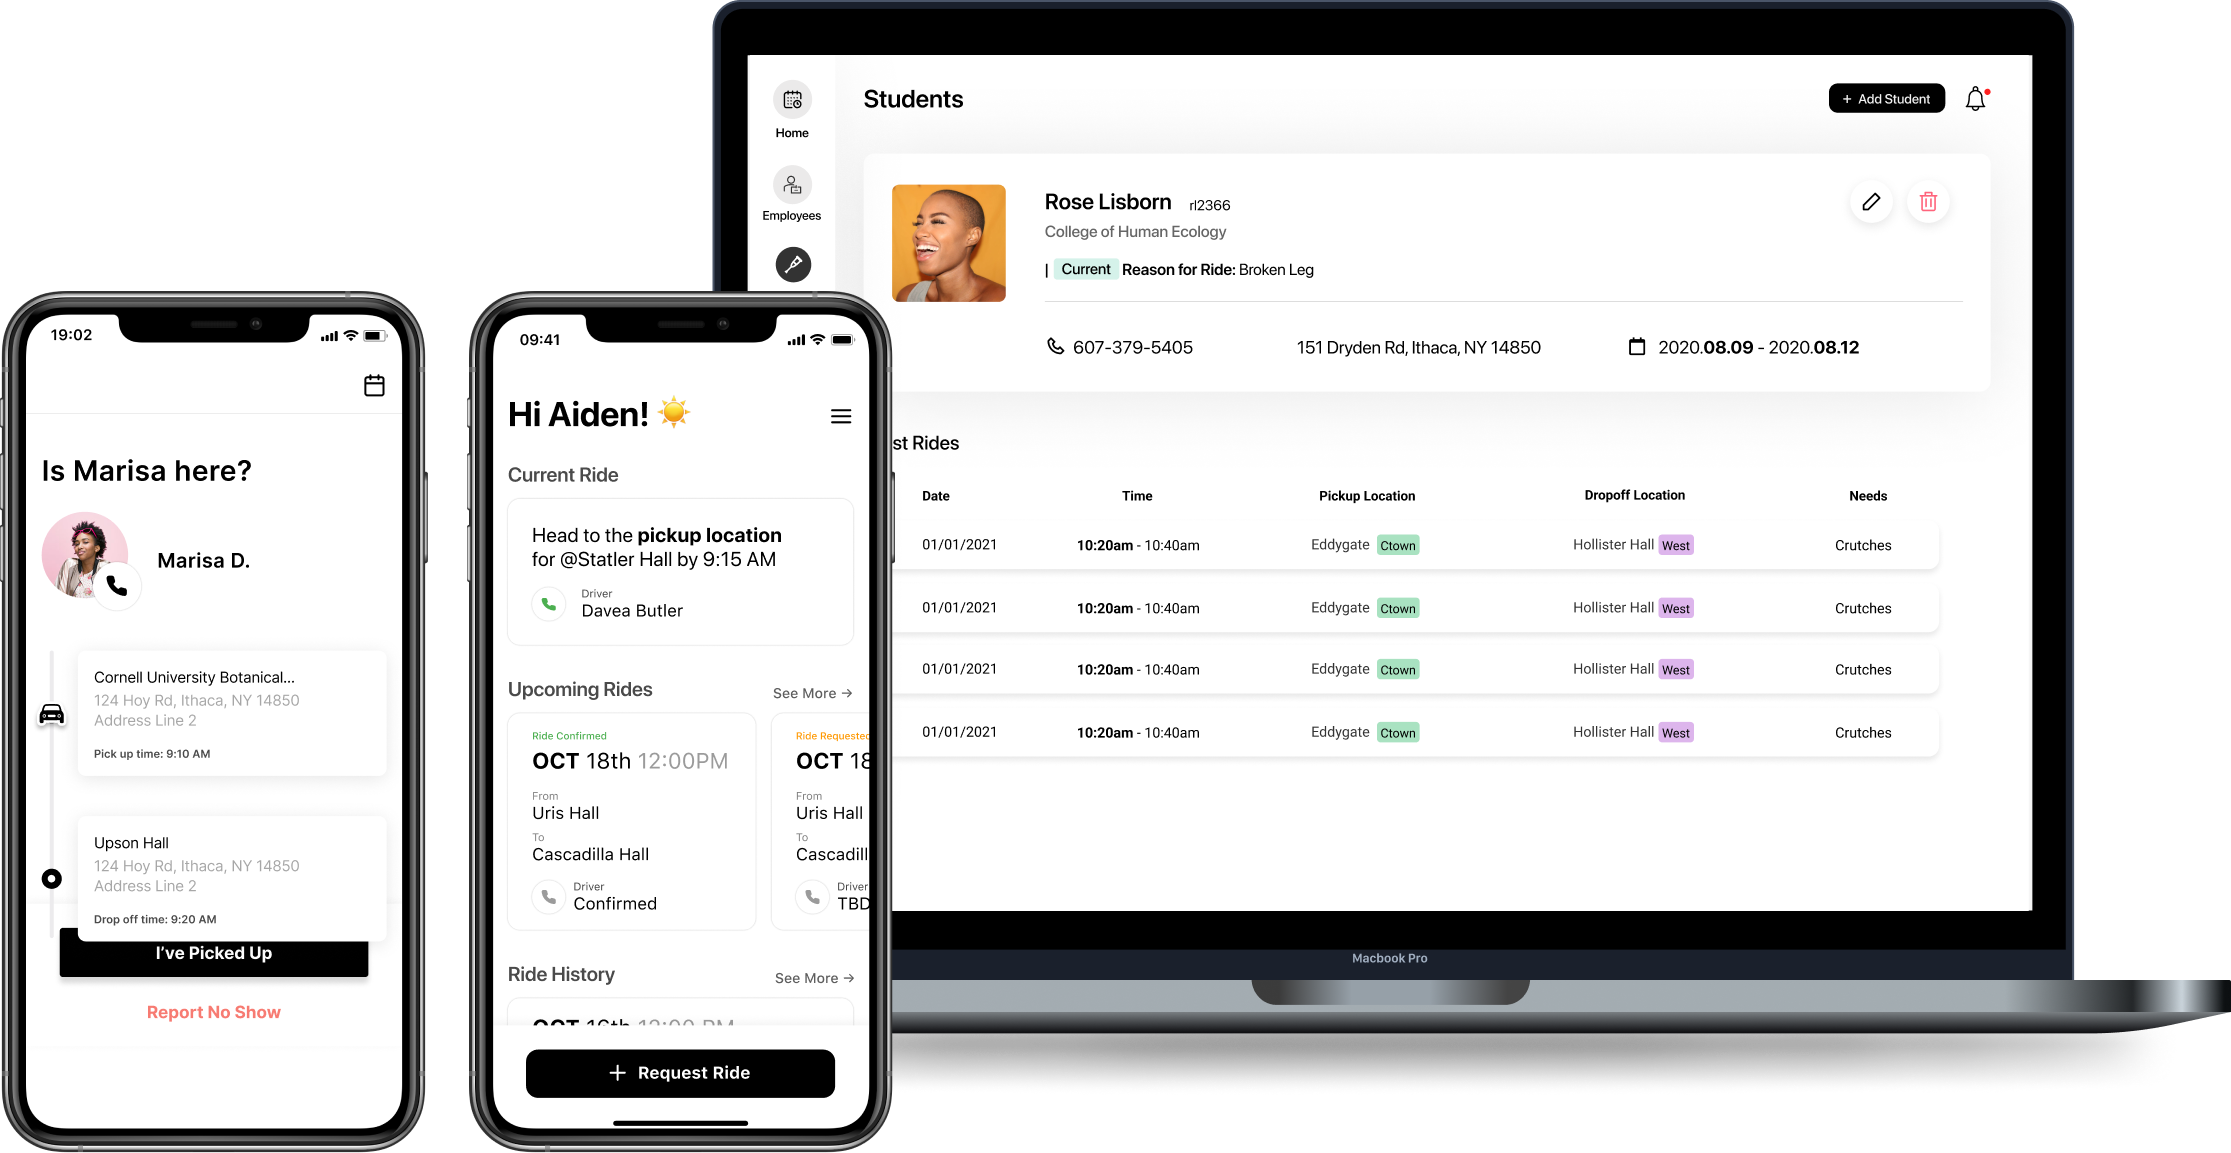 19:02
Is Marisa here?
Marisa D.
Cornell University Botanical...
124 Hoy Rd, Ithaca, NY 14850
Address Line 2
Pick up time: 9:10 AM
Upson Hall
124 Hoy Rd, Ithaca, NY 14850
Address Line 2
Drop off time: 9:20 AM
I've Picked Up
Report No Show
09:41
Hi Aiden!
Current Ride
Head to the pickup location
for @Statler Hall by 9:15 AM
Driver
Davea Butler
Upcoming Rides
See More →
Ride Confirmed
OCT 18th 12:00PM
From
Uris Hall
To
Cascadilla Hall
Driver
Confirmed
Ride Requested
OCT 18
From
Uris Hall
To
Cascadill
Driver
TBD
Ride History
See More →
OCT 16th 12:00 PM
+ Request Ride
Home
Employees
Students
+ Add Student
Rose Lisborn rl2366
College of Human Ecology
| Current Reason for Ride: Broken Leg
607-379-5405
151 Dryden Rd, Ithaca, NY 14850
2020.08.09 - 2020.08.12
st Rides
Date Time Pickup Location Dropoff Location Needs
01/01/2021 10:20am - 10:40am Eddygate Ctown Hollister Hall West Crutches
01/01/2021 10:20am - 10:40am Eddygate Ctown Hollister Hall West Crutches
01/01/2021 10:20am - 10:40am Eddygate Ctown Hollister Hall West Crutches
01/01/2021 10:20am - 10:40am Eddygate Ctown Hollister Hall West Crutches
Macbook Pro